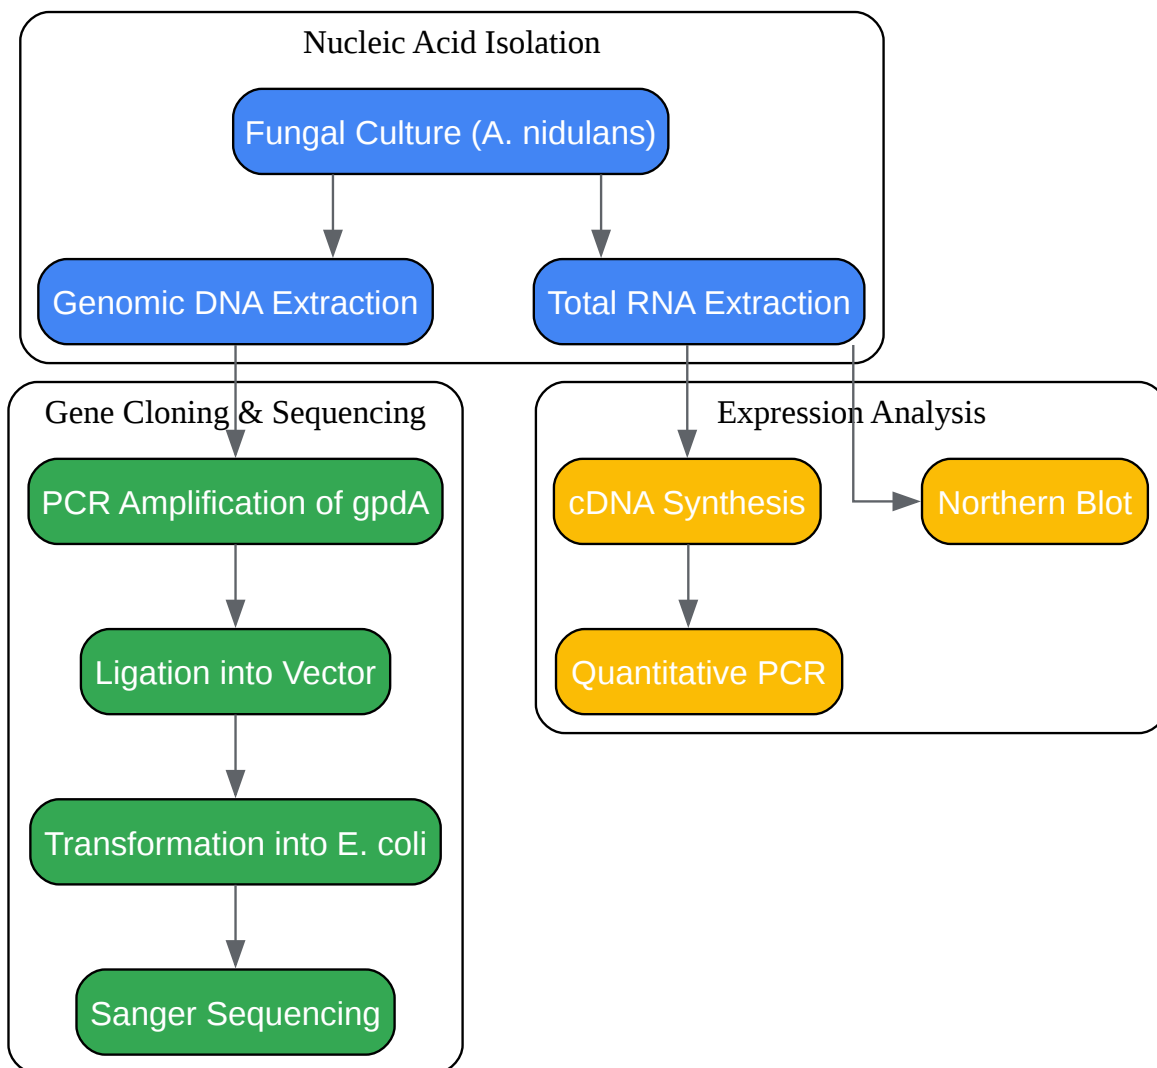 Nucleic Acid Isolation
Fungal Culture (A. nidulans)
Genomic DNA Extraction
Total RNA Extraction
Gene Cloning & Sequencing
PCR Amplification of gpdA
Ligation into Vector
Transformation into E. coli
Sanger Sequencing
Expression Analysis
cDNA Synthesis
Northern Blot
Quantitative PCR